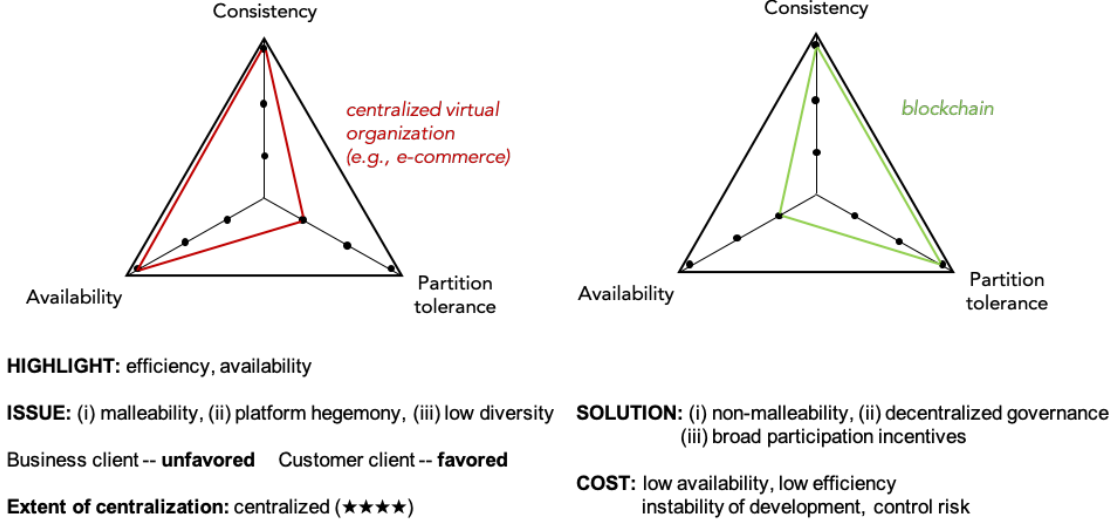 Consistency
centralized virtual
organization
(e.g., e-commerce)
Availability
Partition
tolerance
HIGHLIGHT: efficiency, availability
ISSUE: (i) malleability, (ii) platform hegemony, (iii) low diversity
Business client -- unfavored Customer client -- favored
Extent of centralization: centralized (★★★★)
Consistency
blockchain
Availability
Partition
tolerance
SOLUTION: (i) non-malleability, (ii) decentralized governance
(iii) broad participation incentives
COST: low availability, low efficiency
instability of development, control risk